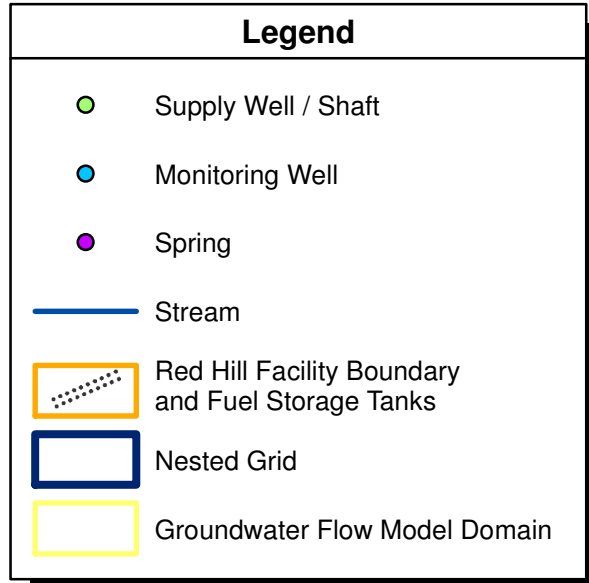 Legend
Supply Well / Shaft
Monitoring Well
Spring
Stream
Red Hill Facility Boundary
and Fuel Storage Tanks
Nested Grid
Groundwater Flow Model Domain